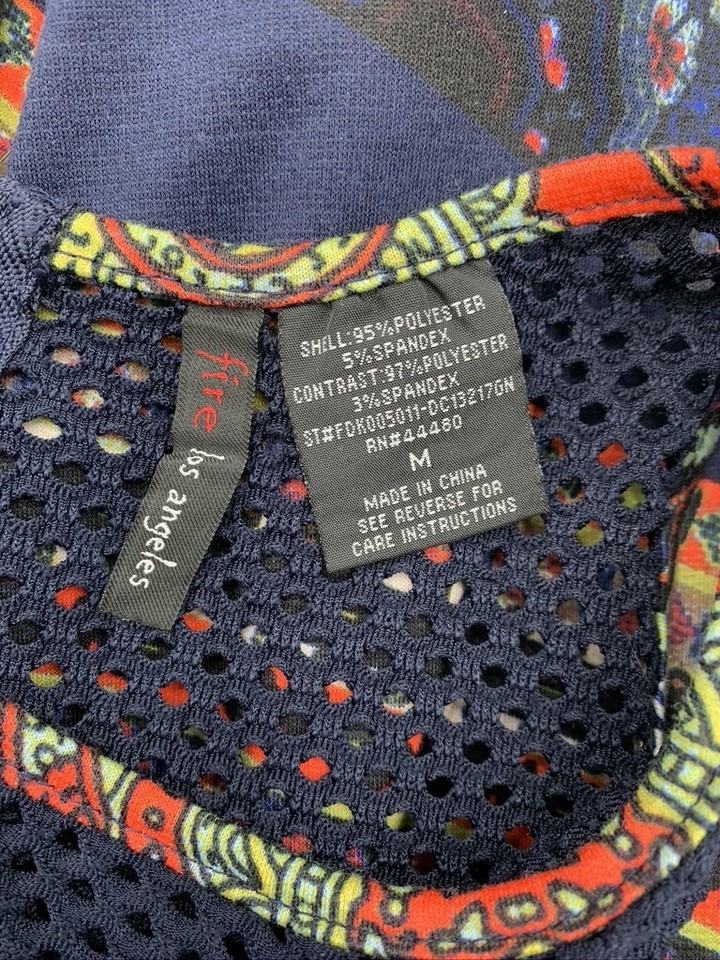 fire
los angeles
SHELL:95%POLYESTER
5%SPANDEX
CONTRAST:97%POLYESTER
3%SPANDEX
ST#FDK005011-DC13217GN
RN#44480
M
MADE IN CHINA
SEE REVERSE FOR
CARE INSTRUCTIONS